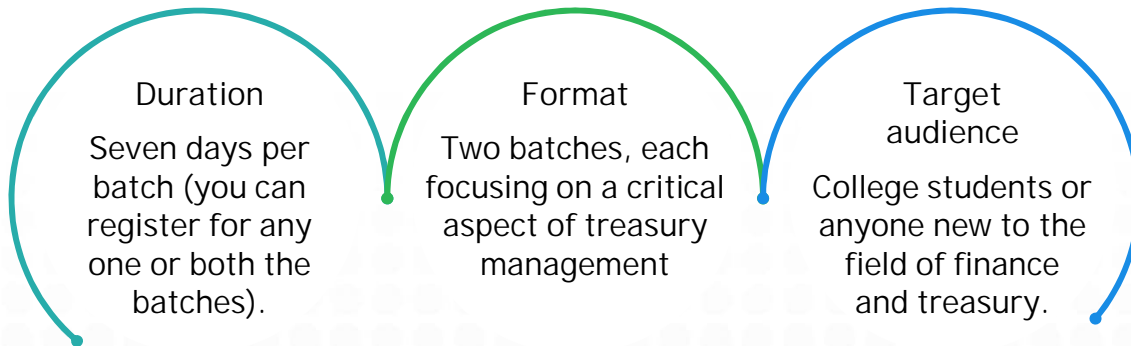 Duration
Seven days per
batch (you can
register for any
one or both the
batches).
Format
Two batches, each
focusing on a critical
aspect of treasury
management
Target
audience
College students or
anyone new to the
field of finance
and treasury.